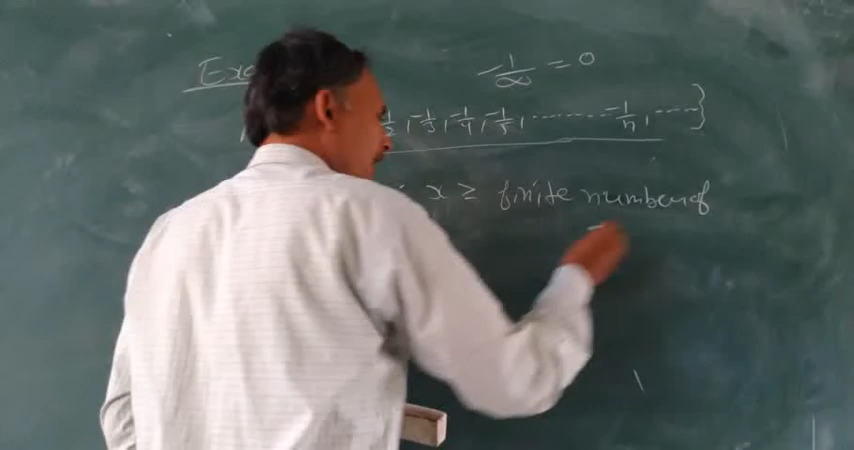 Exa
-1/∞ = 0
1/2, -1/3, -1/4, -1/5, ........ -1/n, .....}
x ≥ finite number of